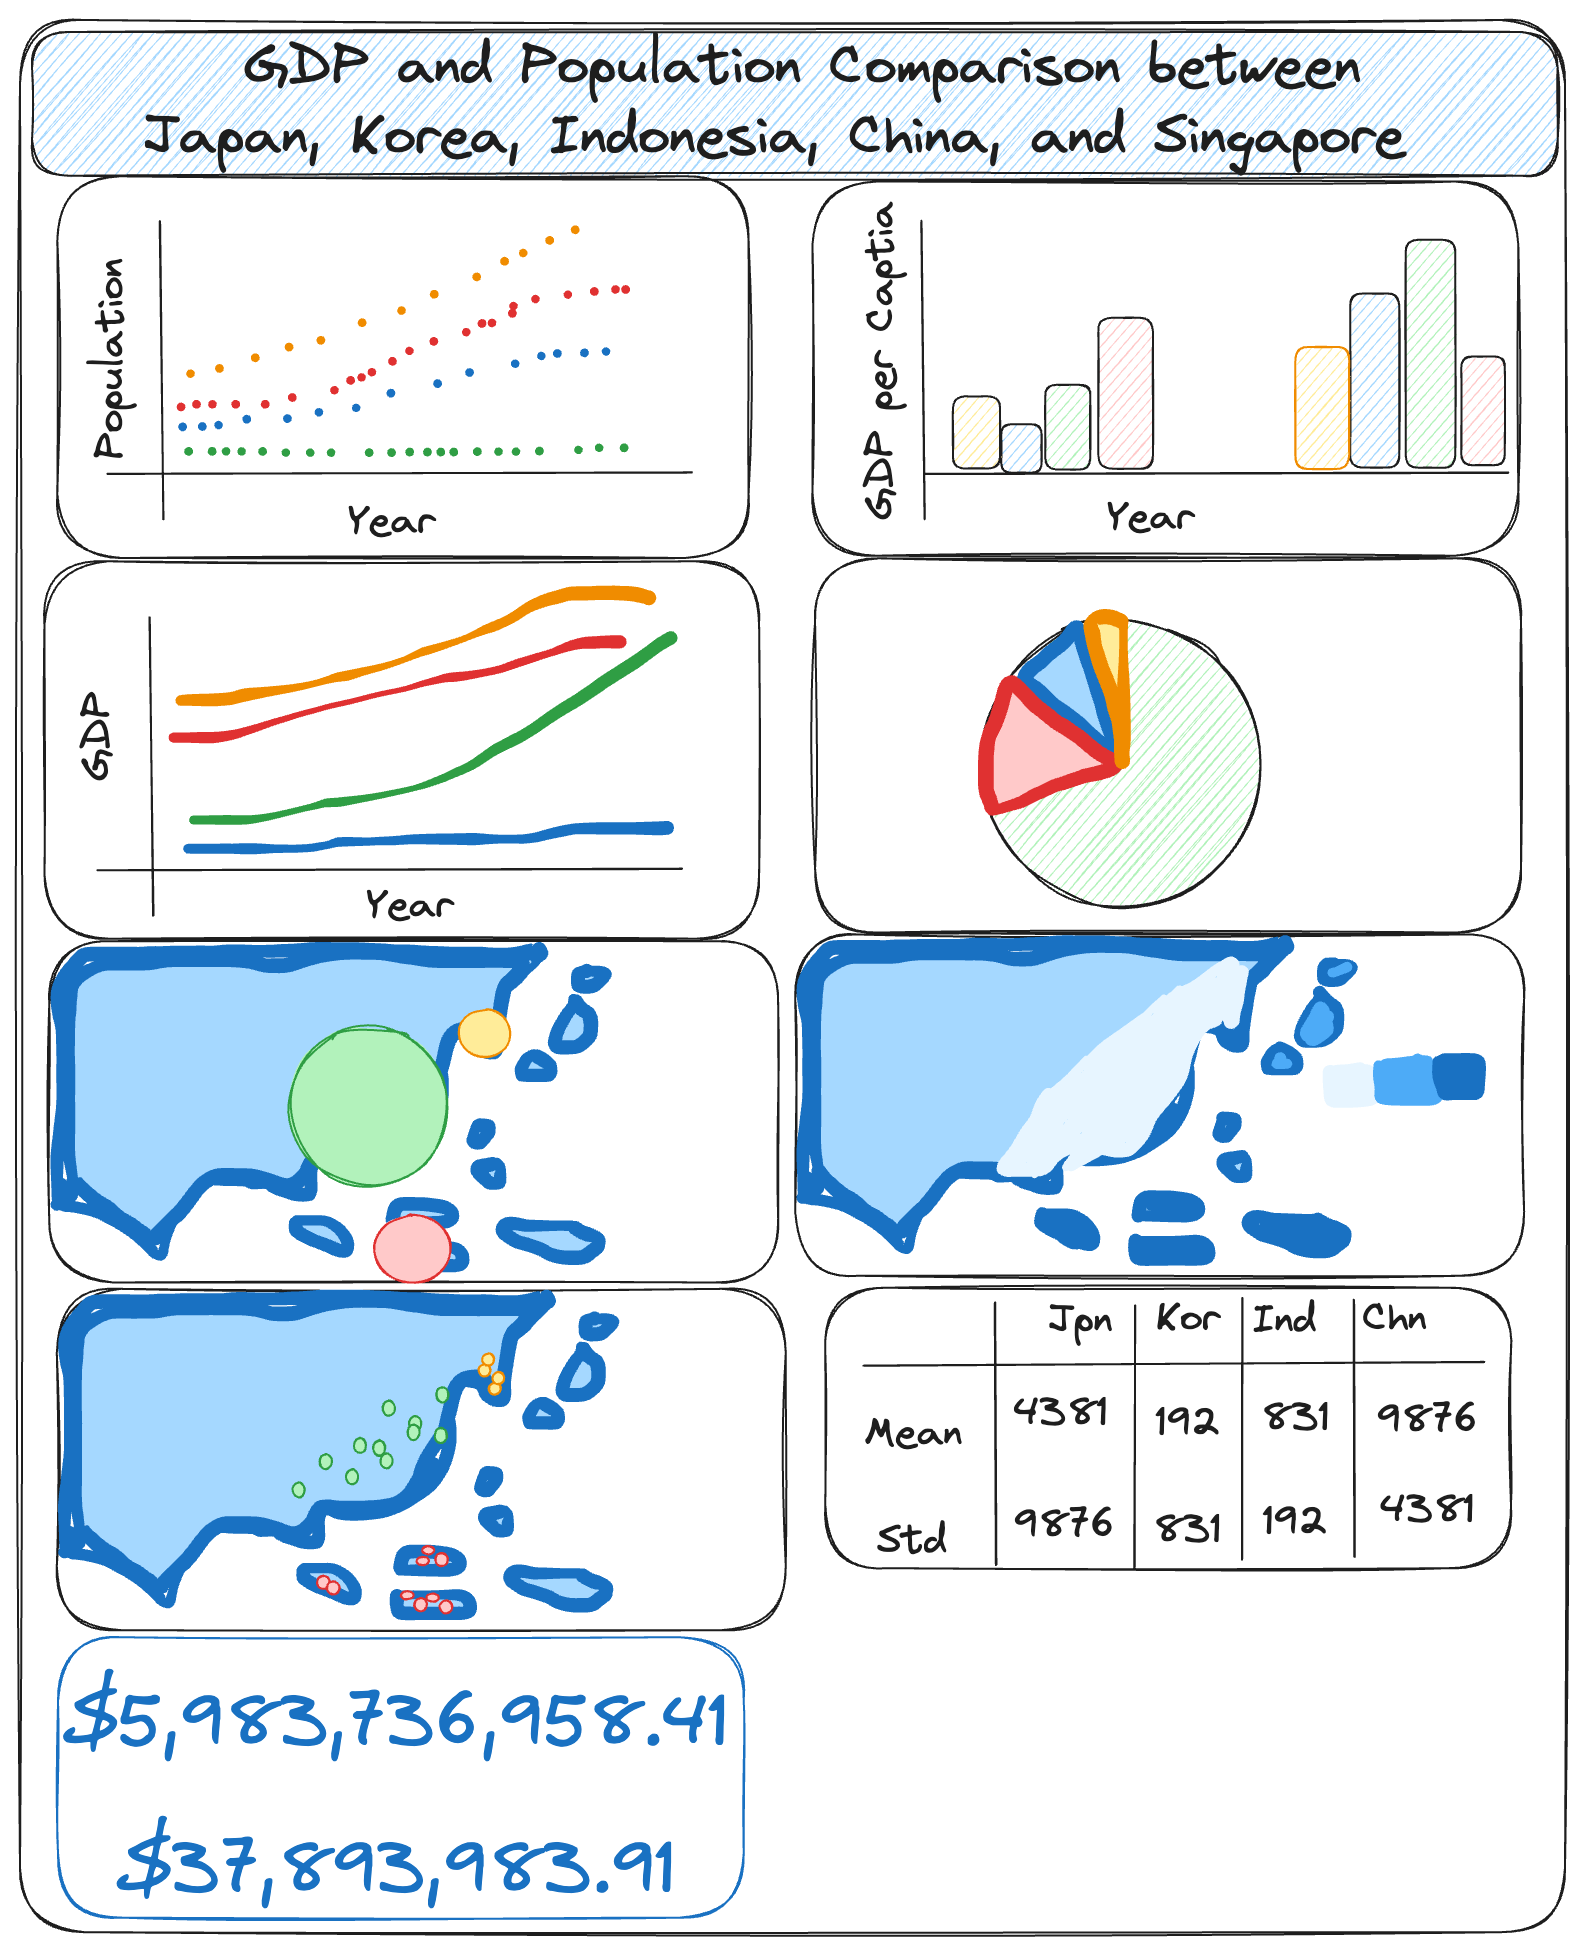 GDP and Population Comparison between
Japan, Korea, Indonesia, China, and Singapore
Population
Year
GDP per Captia
Year
GDP
Year
Jpn Kor Ind Chn
Mean 4381 192 831 9876
Std 9876 831 192 4381
$5,983,736,958.41
$37,893,983.91